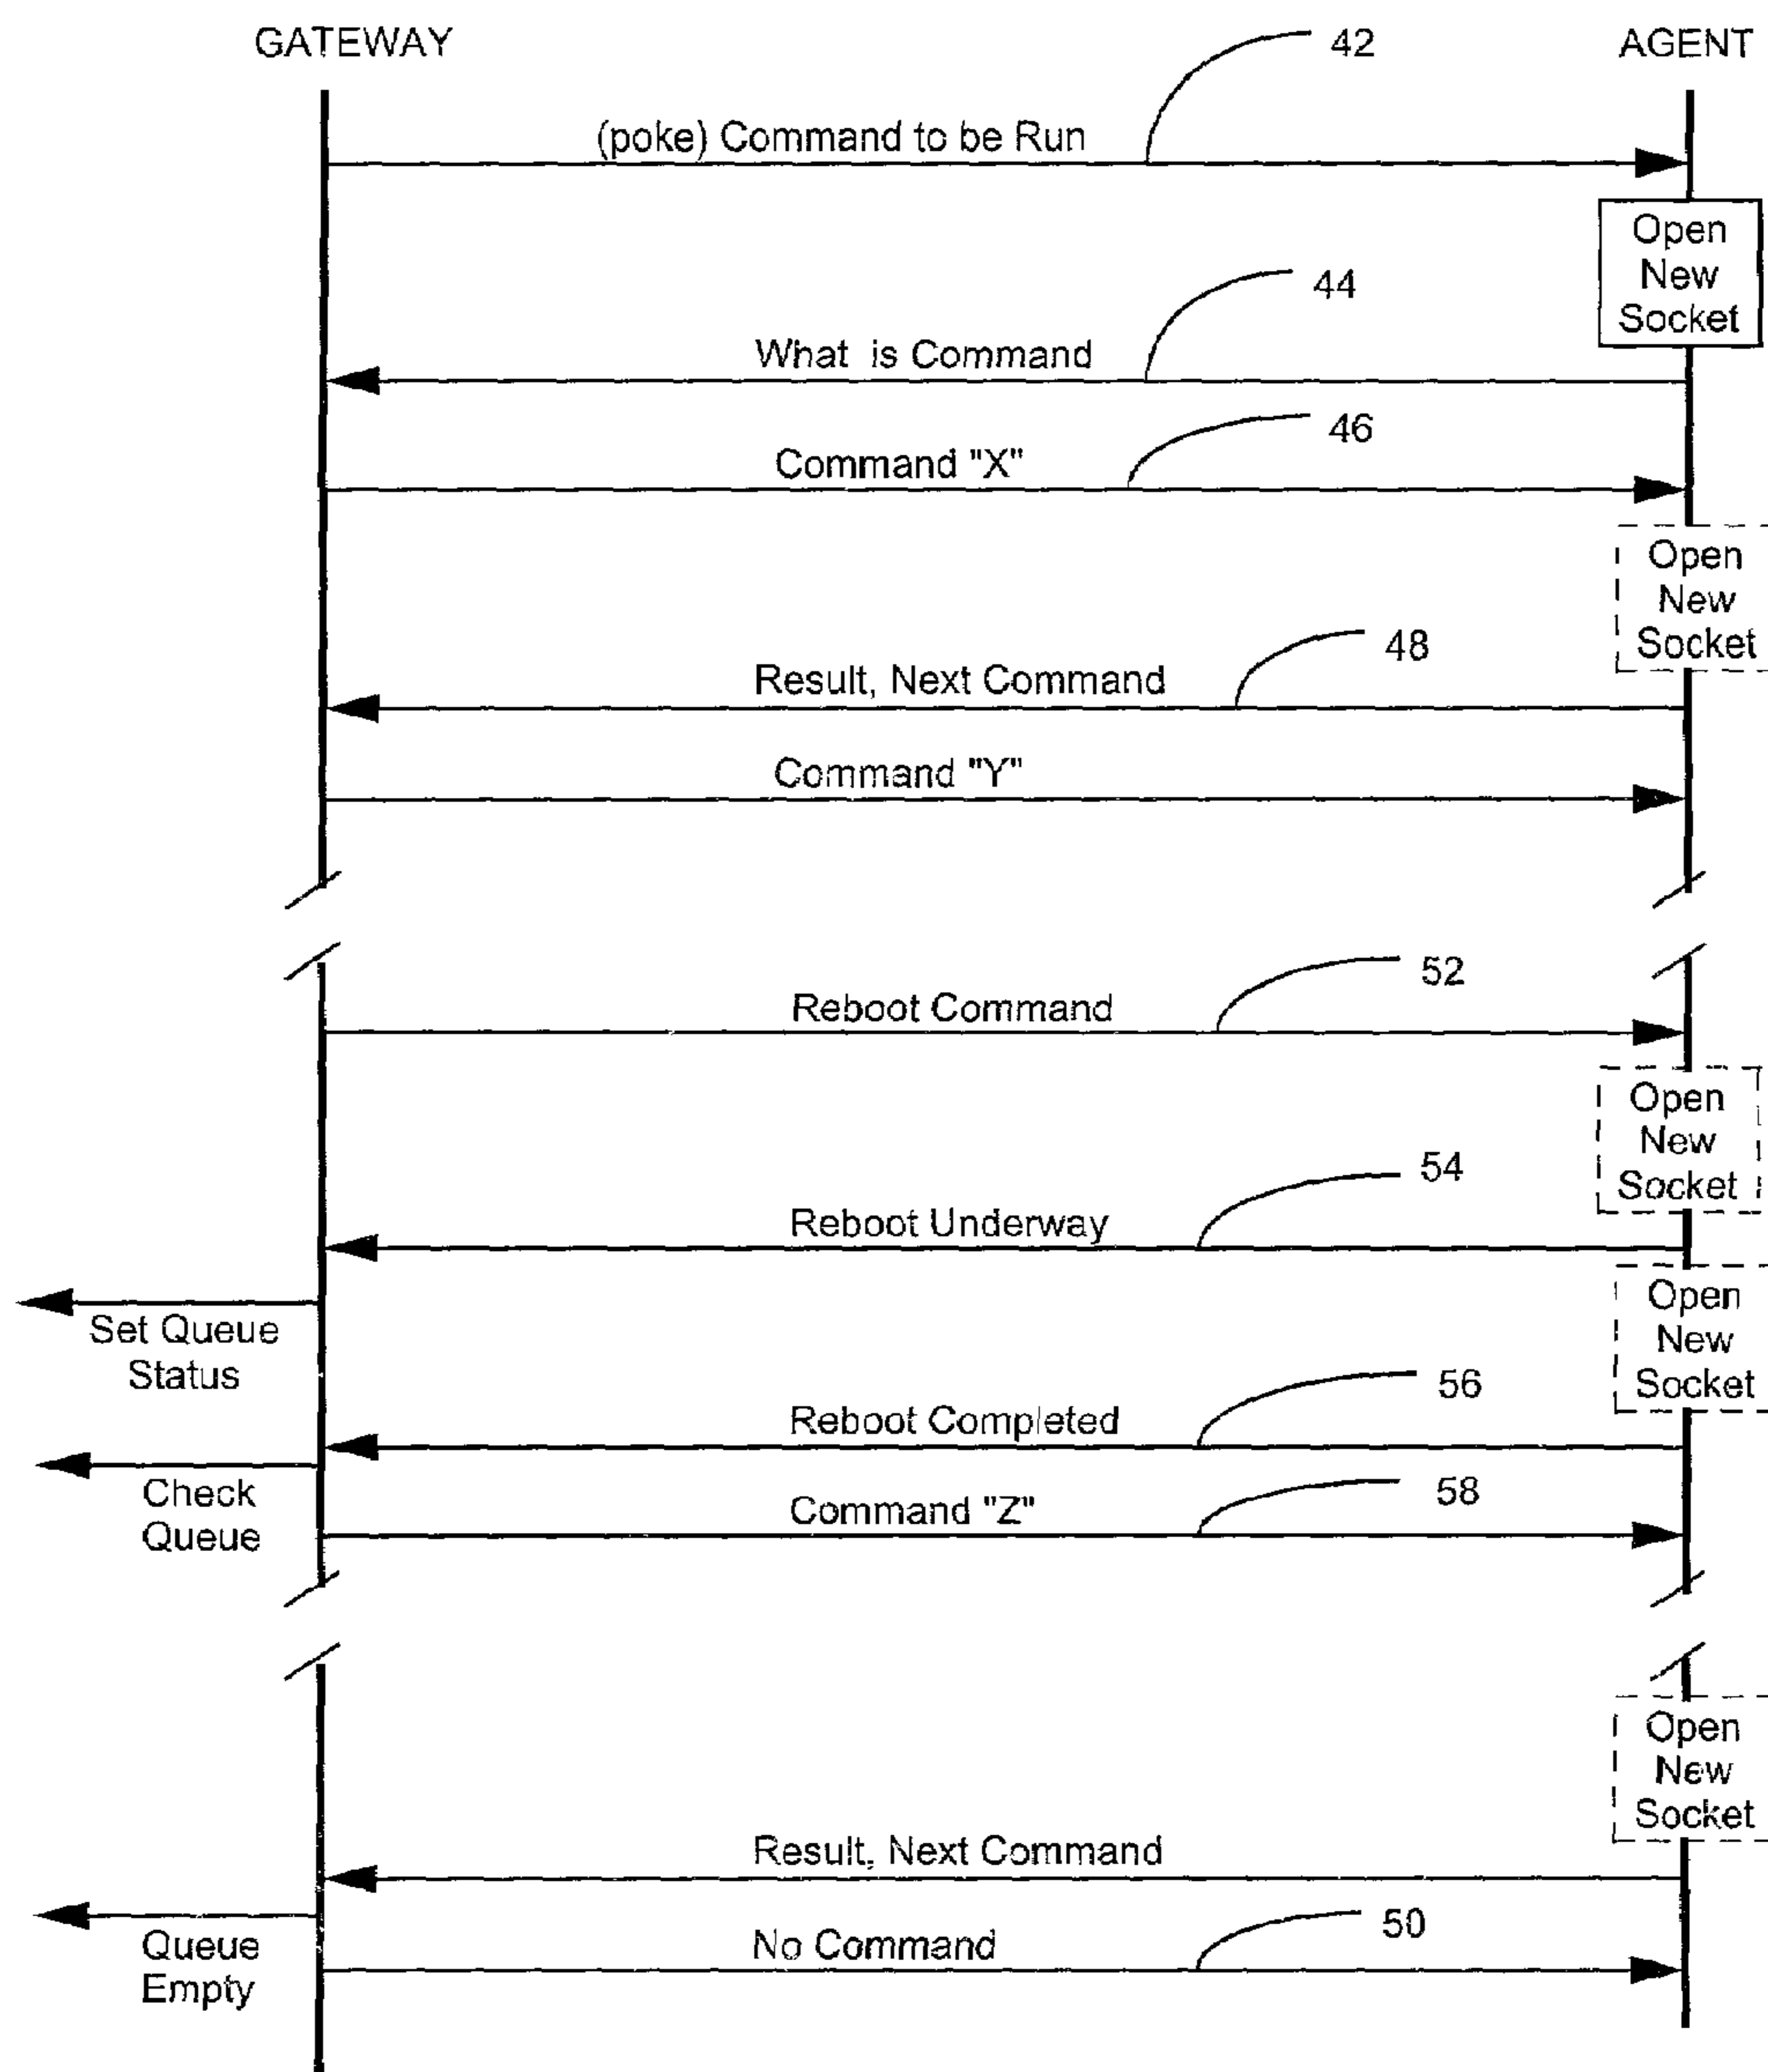 GATEWAY
42
AGENT
(poke) Command to be Run
Open
New
Socket
44
What is Command
46
Command "X"
Open
New
Socket
48
Result, Next Command
Command "Y"
52
Reboot Command
Open
New
Socket
54
Reboot Underway
Open
New
Socket
Set Queue
Status
56
Reboot Completed
Check
Queue
58
Command "Z"
Open
New
Socket
Result, Next Command
Queue
Empty
50
No Command